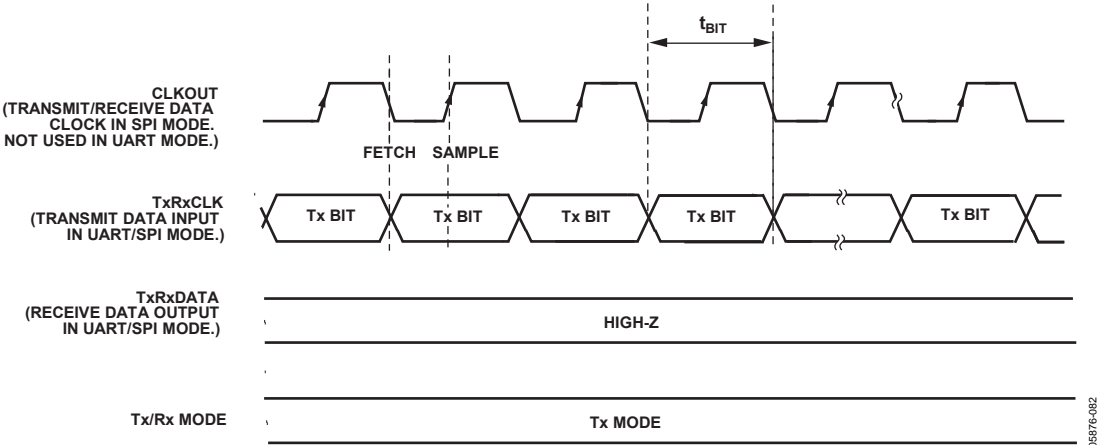 tBIT
CLKOUT
(TRANSMIT/RECEIVE DATA
CLOCK IN SPI MODE.
NOT USED IN UART MODE.)
FETCH SAMPLE
TxRxCLK
(TRANSMIT DATA INPUT
IN UART/SPI MODE.)
Tx BIT Tx BIT Tx BIT Tx BIT Tx BIT
TxRxDATA
(RECEIVE DATA OUTPUT
IN UART/SPI MODE.)
HIGH-Z
Tx/Rx MODE
Tx MODE
05876-082